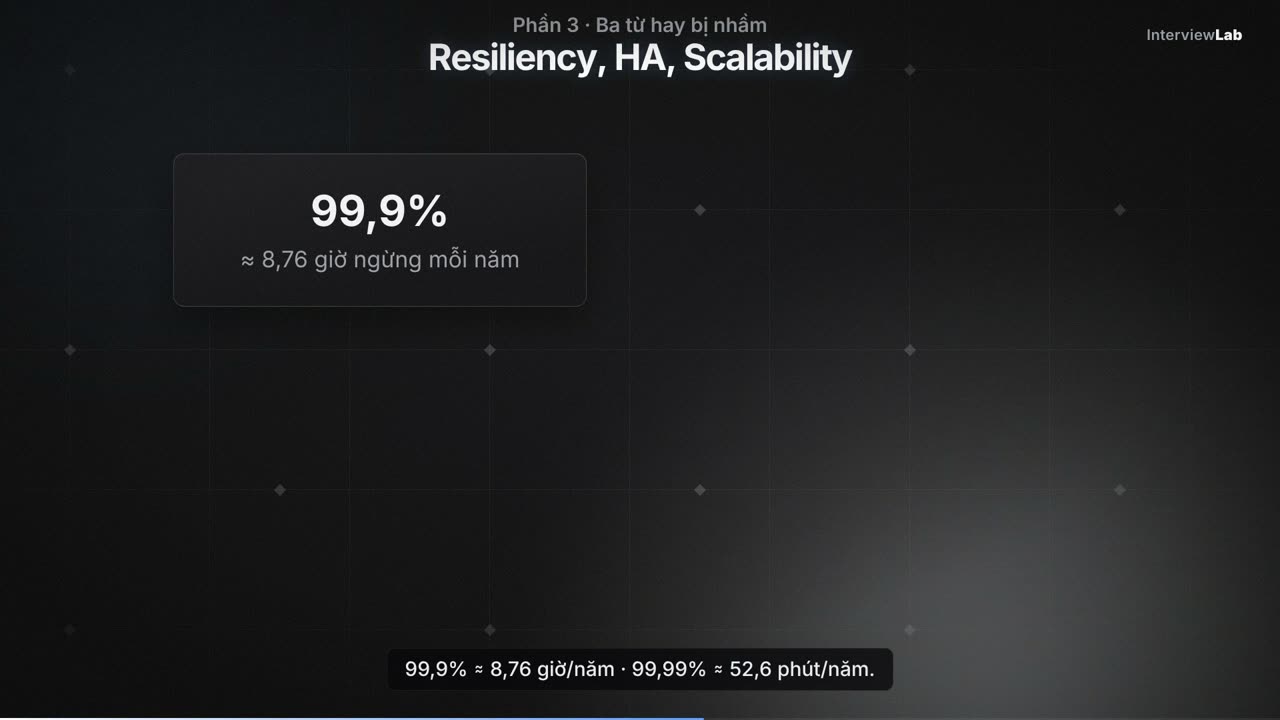 Phần 3 · Ba từ hay bị nhầm
Resiliency, HA, Scalability
InterviewLab
99,9%
≈ 8,76 giờ ngừng mỗi năm
99,9% ≈ 8,76 giờ/năm · 99,99% ≈ 52,6 phút/năm.